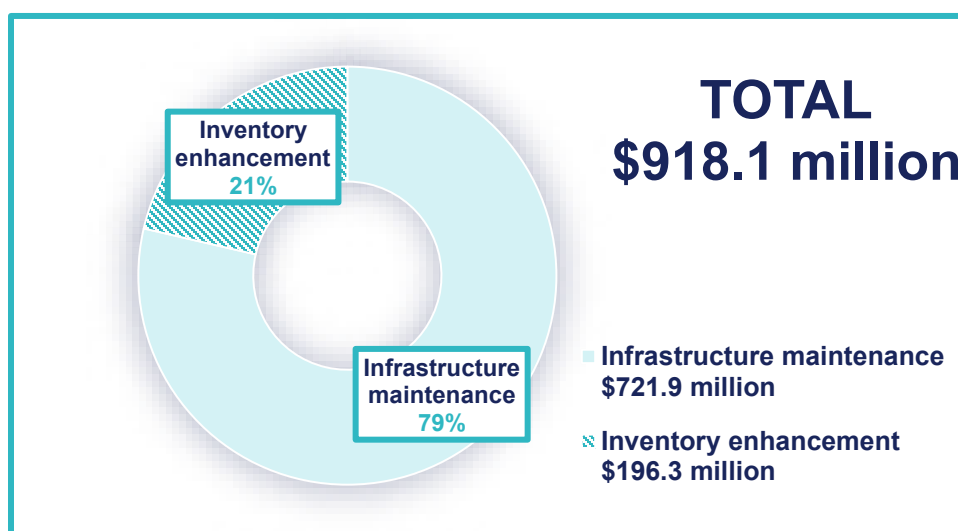 TOTAL
$918.1 million
Inventory
enhancement
21%
Infrastructure
maintenance
79%
Infrastructure maintenance
$721.9 million
Inventory enhancement
$196.3 million